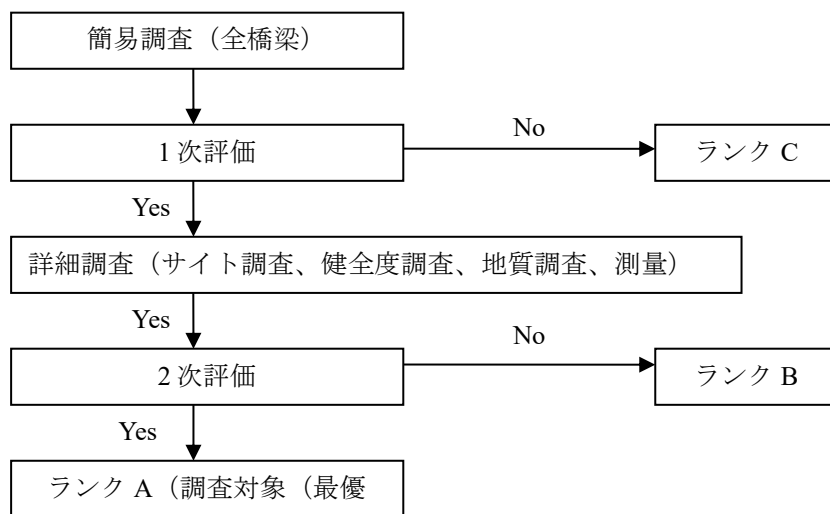 簡易調査（全橋梁）
No
1 次評価
ランク C
Yes
詳細調査（サイト調査、健全度調査、地質調査、測量）
Yes
No
2 次評価
ランク B
Yes
ランク A（調査対象（最優